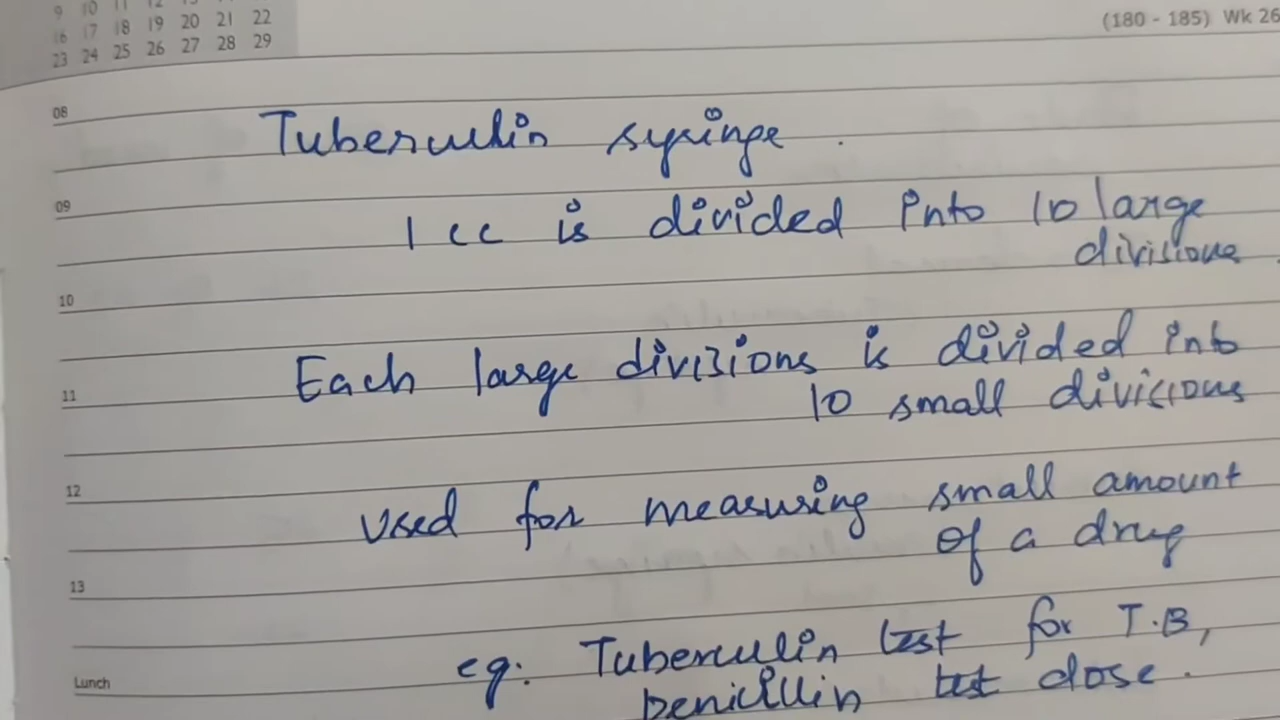 9 10 11 12
16 17 18 19 20 21 22
23 24 25 26 27 28 29
(180 - 185) Wk 26
08
Tuberculin syringe.
09
1 cc is divided into 10 large
divisions
10
Each large divisions is divided into
11
10 small divisions
12
Used for measuring small amount
of a drug
13
eg: Tuberculin test for T.B,
Lunch
penicillin test dose.